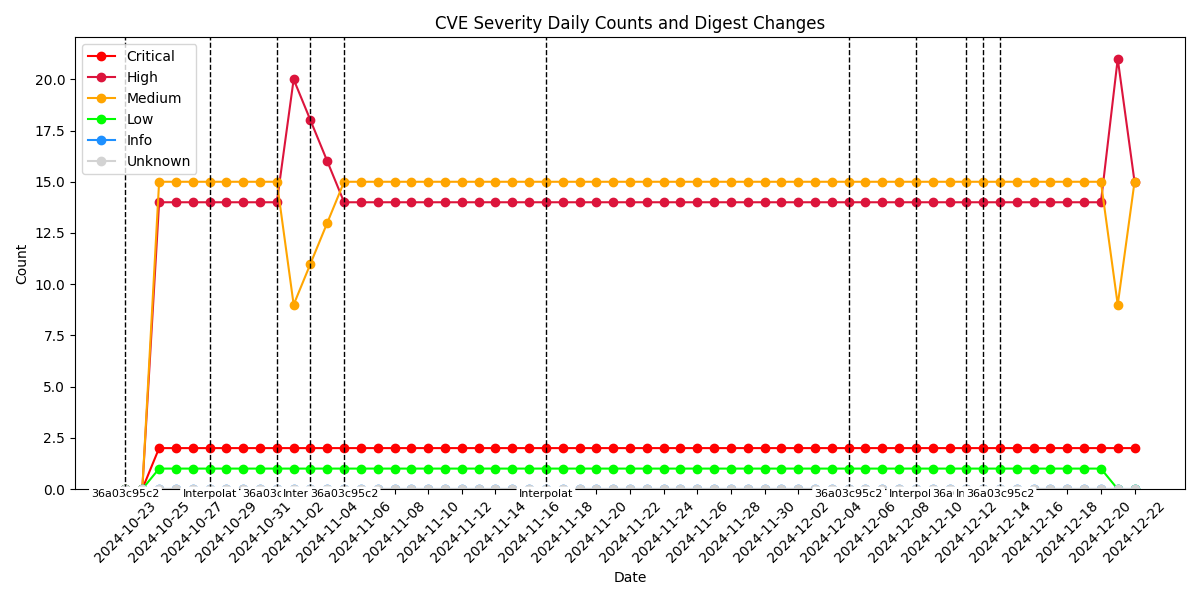 CVE Severity Daily Counts and Digest Changes
Critical
High
Medium
Low
Info
Unknown
Count
20.0
17.5
15.0
12.5
10.0
7.5
5.0
2.5
0.0
36a03c95c2
Interpolat
36a03c
Inter
36a03c95c2
Interpolat
36a03c95c2
Interpol
36a
In
36a03c95c2
2024-10-23
2024-10-25
2024-10-27
2024-10-29
2024-10-31
2024-11-02
2024-11-04
2024-11-06
2024-11-08
2024-11-10
2024-11-12
2024-11-14
2024-11-16
2024-11-18
2024-11-20
2024-11-22
2024-11-24
2024-11-26
2024-11-28
2024-11-30
2024-12-02
2024-12-04
2024-12-06
2024-12-08
2024-12-10
2024-12-12
2024-12-14
2024-12-16
2024-12-18
2024-12-20
2024-12-22
Date